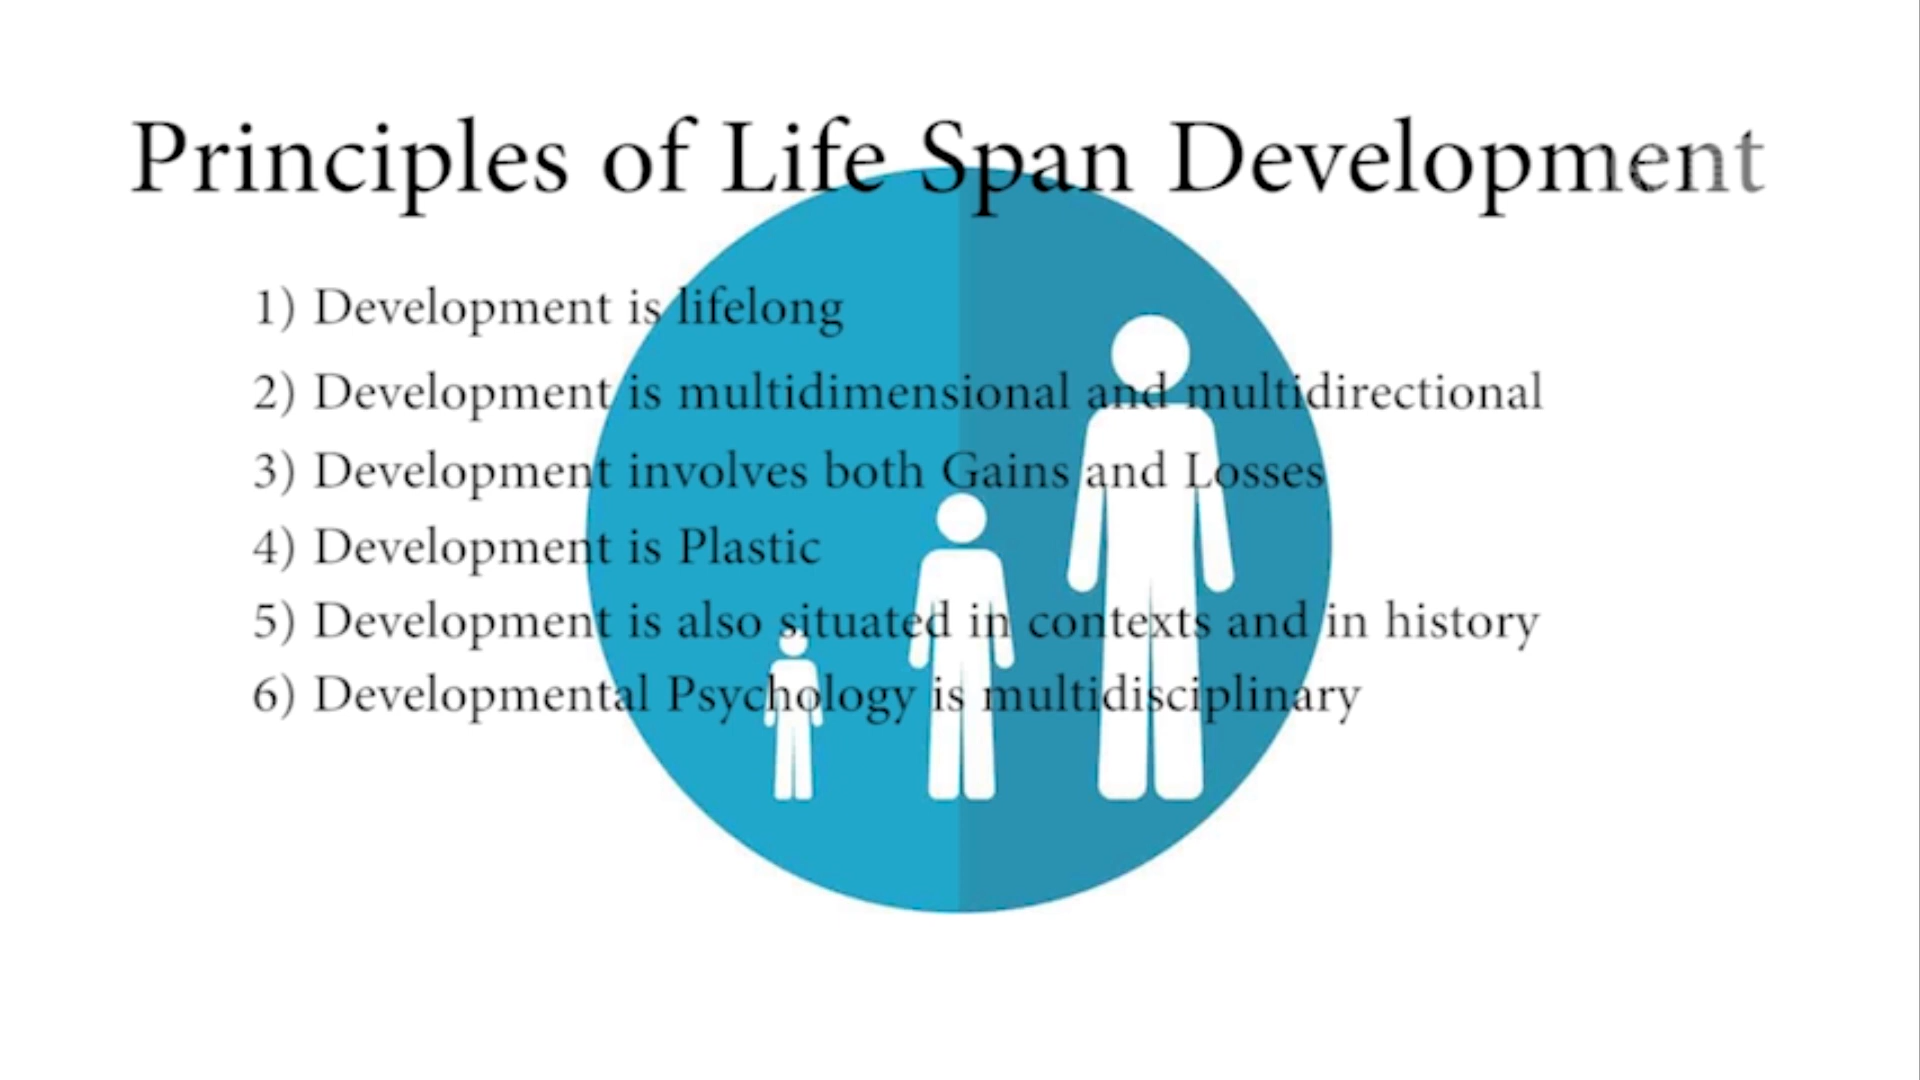 Principles of Life Span Development
1) Development is lifelong
2) Development is multidimensional and multidirectional
3) Development involves both Gains and Losses
4) Development is Plastic
5) Development is also situated in contexts and in history
6) Developmental Psychology is multidisciplinary